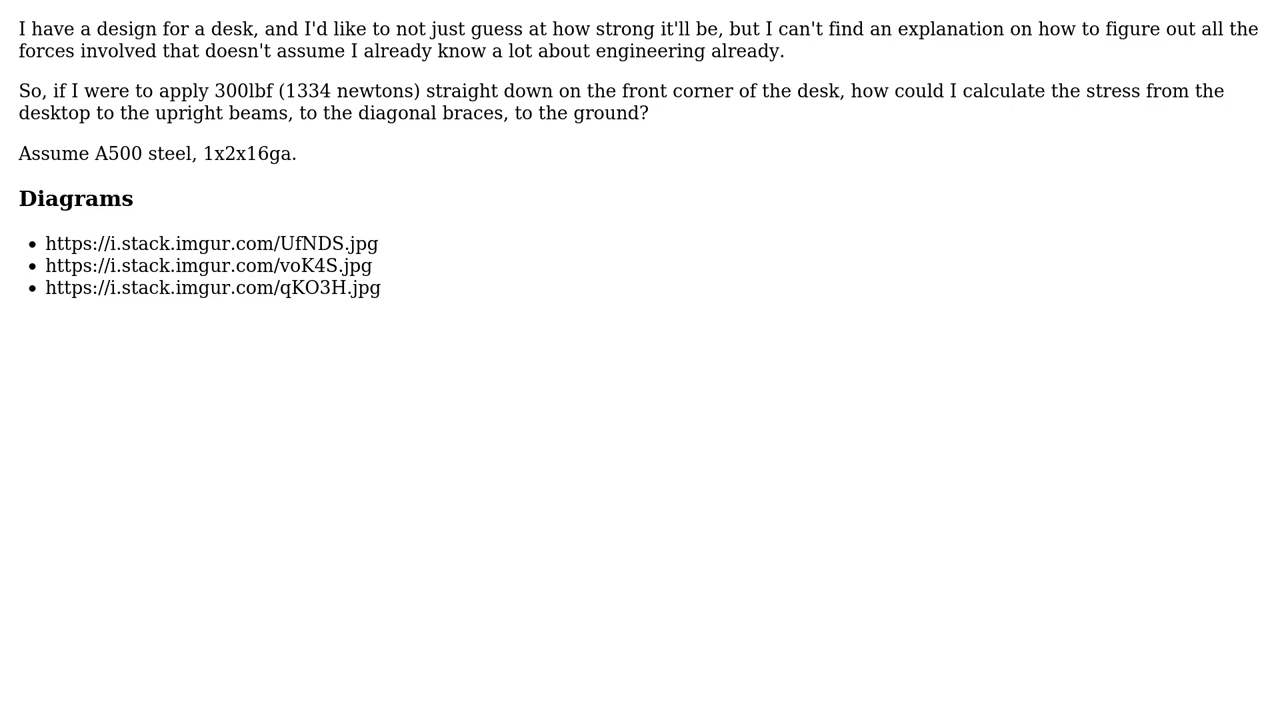 I have a design for a desk, and I'd like to not just guess at how strong it'll be, but I can't find an explanation on how to figure out all the
forces involved that doesn't assume I already know a lot about engineering already.
So, if I were to apply 300lbf (1334 newtons) straight down on the front corner of the desk, how could I calculate the stress from the
desktop to the upright beams, to the diagonal braces, to the ground?
Assume A500 steel, 1x2x16ga.
Diagrams
• https://i.stack.imgur.com/UfNDS.jpg
• https://i.stack.imgur.com/voK4S.jpg
• https://i.stack.imgur.com/qKO3H.jpg